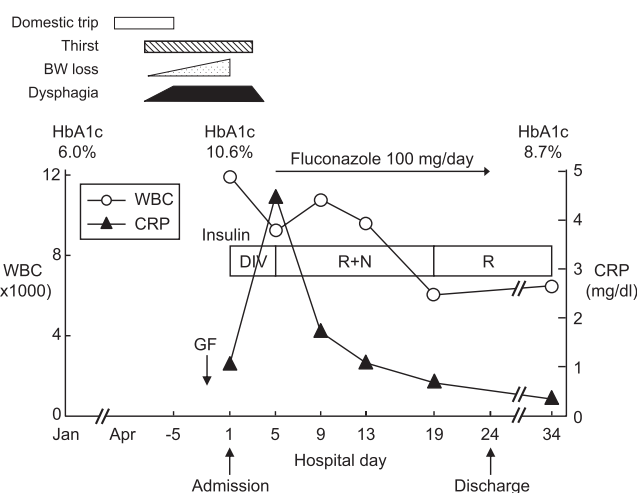 Domestic trip
Thirst
BW loss
Dysphagia
HbA1c
6.0%
HbA1c
10.6%
HbA1c
8.7%
Fluconazole 100 mg/day
WBC
CRP
Insulin
DIV
R+N
R
WBC
x1000)
CRP
(mg/dl)
12
8
4
0
5
4
3
2
1
0
GF
Jan
Apr
-5
1
5
9
13
19
24
34
Hospital day
Admission
Discharge